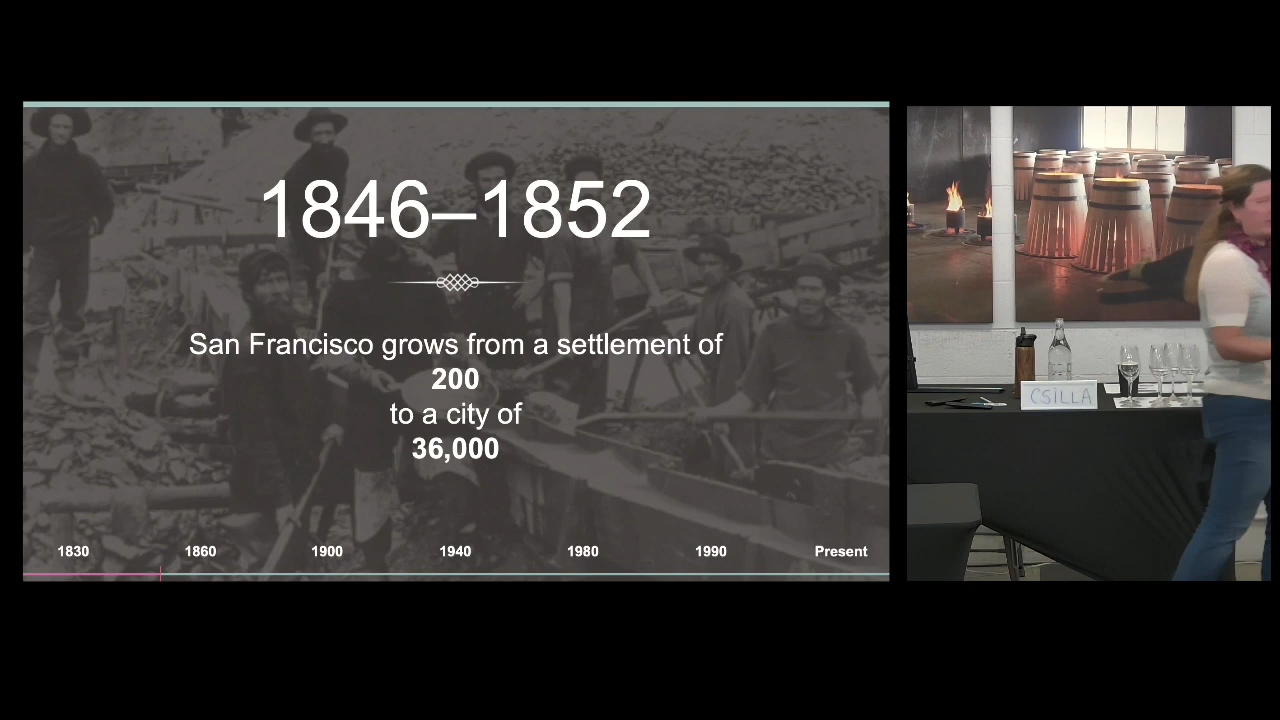 1846–1852
San Francisco grows from a settlement of
200
to a city of
36,000
1830 1860 1900 1940 1980 1990 Present
CSILLA